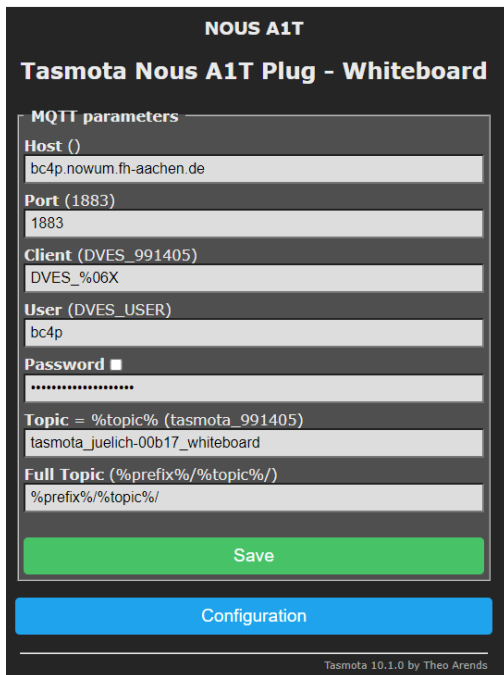 NOUS A1T
Tasmota Nous A1T Plug - Whiteboard
MQTT parameters
Host ()
bc4p.nowum.fh-aachen.de
Port (1883)
1883
Client (DVES_991405)
DVES_%06X
User (DVES_USER)
bc4p
Password
••••••••••••••••••••
Topic = %topic% (tasmota_991405)
tasmota_juelich-00b17_whiteboard
Full Topic (%prefix%/%topic%/)
%prefix%/%topic%/
Save
Configuration
Tasmota 10.1.0 by Theo Arends